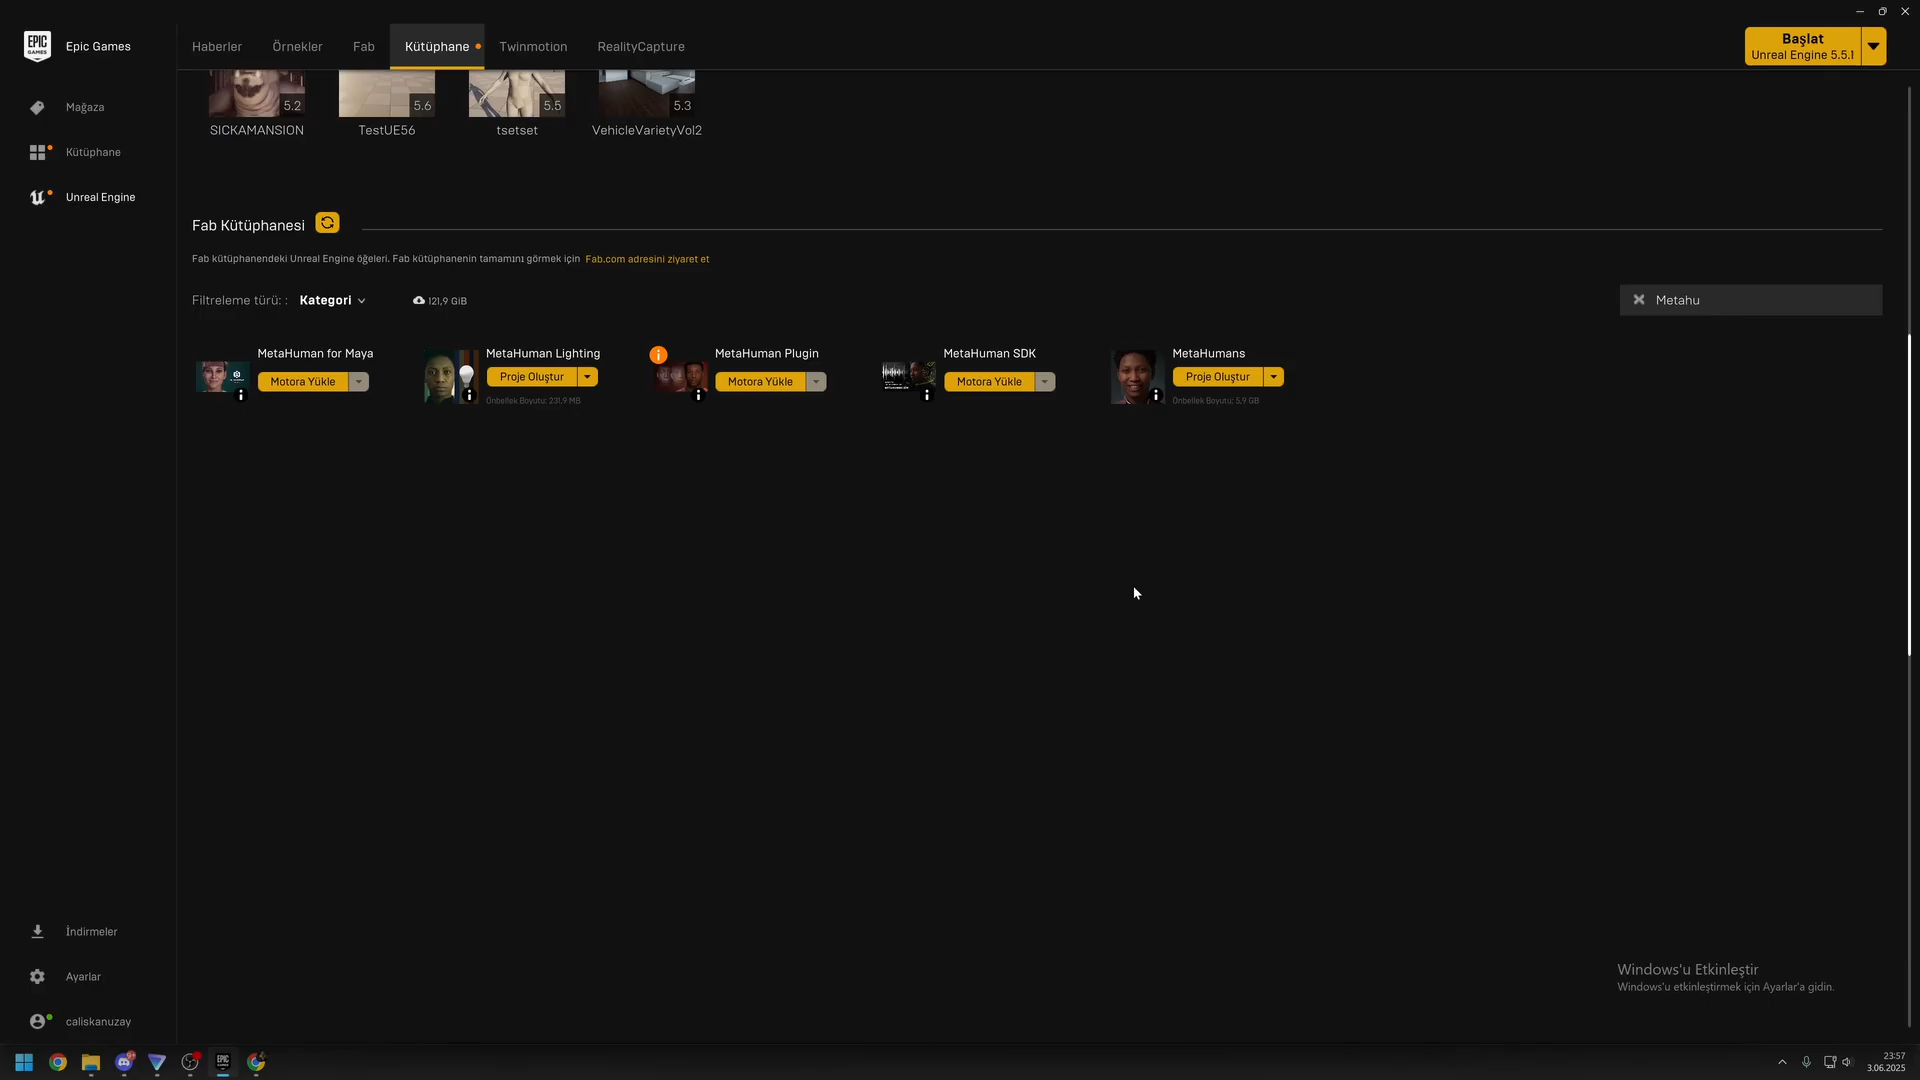 EPIC GAMES
Epic Games
Haberler
Örnekler
Fab
Kütüphane
Twinmotion
RealityCapture
Başlat
Unreal Engine 5.5.1
Mağaza
Kütüphane
Unreal Engine
5.2
5.6
5.5
5.3
SICKAMANSION
TestUE56
tsetset
VehicleVarietyVol2
Fab Kütüphanesi
Fab kütüphanendeki Unreal Engine öğeleri. Fab kütüphanenin tamamını görmek için Fab.com adresini ziyaret et
Filtreleme türü: :
Kategori
121,9 GiB
Metahu
MetaHuman for Maya
Motora Yükle
MetaHuman Lighting
Proje Oluştur
Önbellek Boyutu: 231,9 MB
MetaHuman Plugin
Motora Yükle
MetaHuman SDK
Motora Yükle
MetaHumans
Proje Oluştur
Önbellek Boyutu: 5,9 GB
İndirmeler
Ayarlar
caliskanuzay
Windows'u Etkinleştir
Windows'u etkinleştirmek için Ayarlar'a gidin.
23:57
3.06.2025